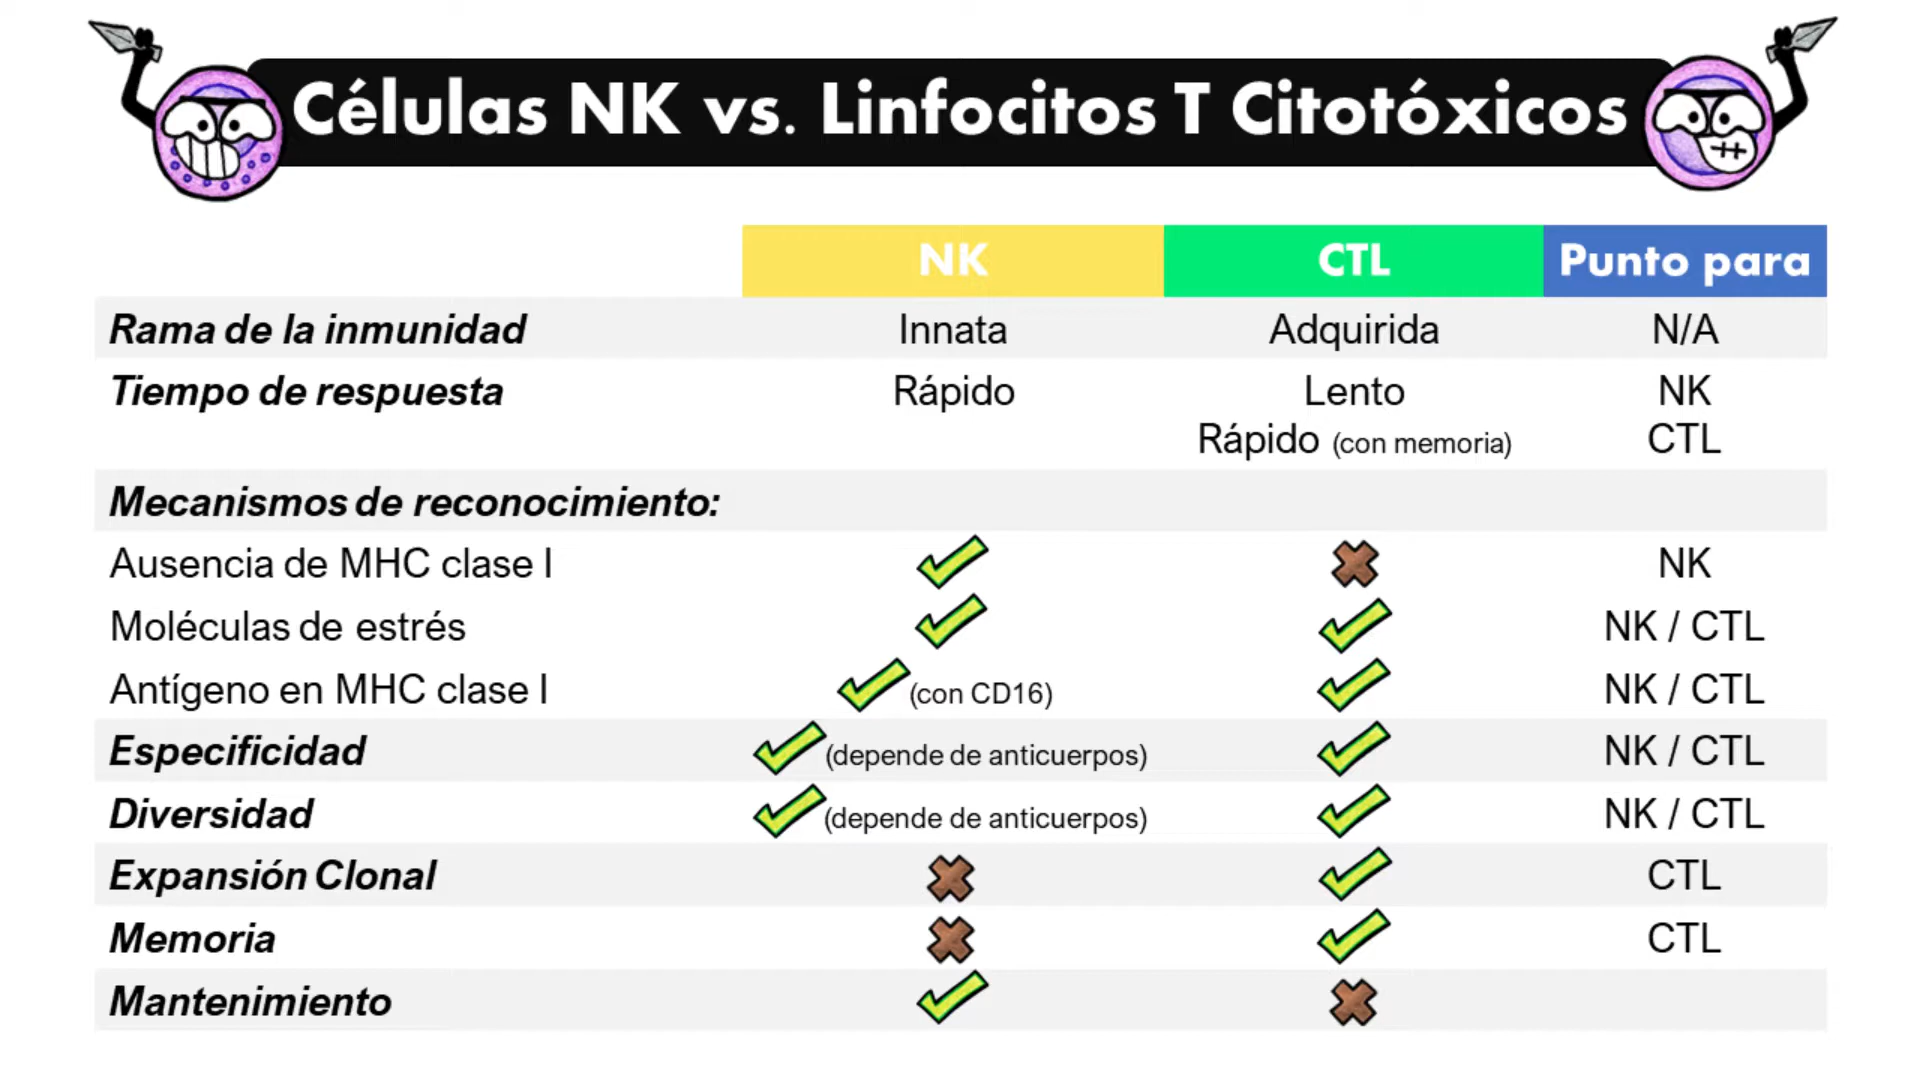 Células NK vs. Linfocitos T Citotóxicos
NK CTL Punto para
Rama de la inmunidad Innata Adquirida N/A
Tiempo de respuesta Rápido Lento NK
Rápido (con memoria) CTL
Mecanismos de reconocimiento:
Ausencia de MHC clase I NK
Moléculas de estrés NK / CTL
Antígeno en MHC clase I (con CD16) NK / CTL
Especificidad (depende de anticuerpos) NK / CTL
Diversidad (depende de anticuerpos) NK / CTL
Expansión Clonal CTL
Memoria CTL
Mantenimiento